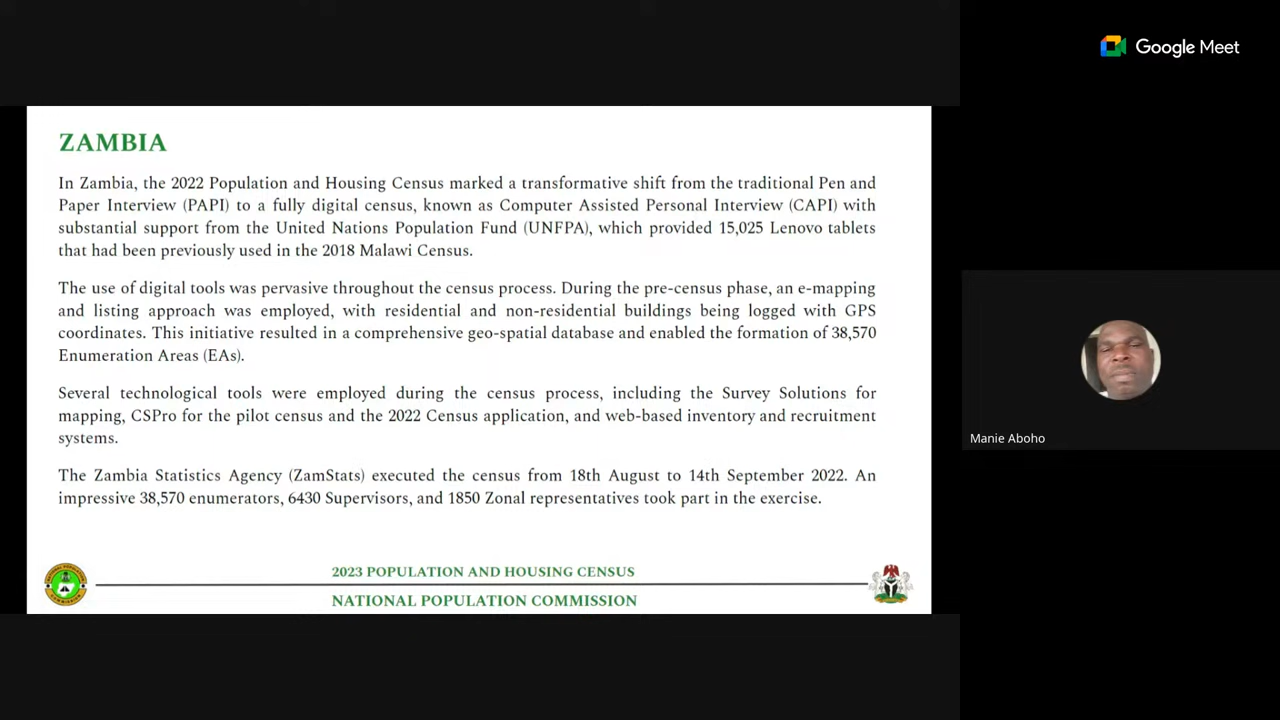 Google Meet
ZAMBIA
In Zambia, the 2022 Population and Housing Census marked a transformative shift from the traditional Pen and
Paper Interview (PAPI) to a fully digital census, known as Computer Assisted Personal Interview (CAPI) with
substantial support from the United Nations Population Fund (UNFPA), which provided 15,025 Lenovo tablets
that had been previously used in the 2018 Malawi Census.
The use of digital tools was pervasive throughout the census process. During the pre-census phase, an e-mapping
and listing approach was employed, with residential and non-residential buildings being logged with GPS
coordinates. This initiative resulted in a comprehensive geo-spatial database and enabled the formation of 38,570
Enumeration Areas (EAs).
Several technological tools were employed during the census process, including the Survey Solutions for
mapping, CSPro for the pilot census and the 2022 Census application, and web-based inventory and recruitment
systems.
The Zambia Statistics Agency (ZamStats) executed the census from 18th August to 14th September 2022. An
impressive 38,570 enumerators, 6430 Supervisors, and 1850 Zonal representatives took part in the exercise.
2023 POPULATION AND HOUSING CENSUS
NATIONAL POPULATION COMMISSION
Manie Aboho